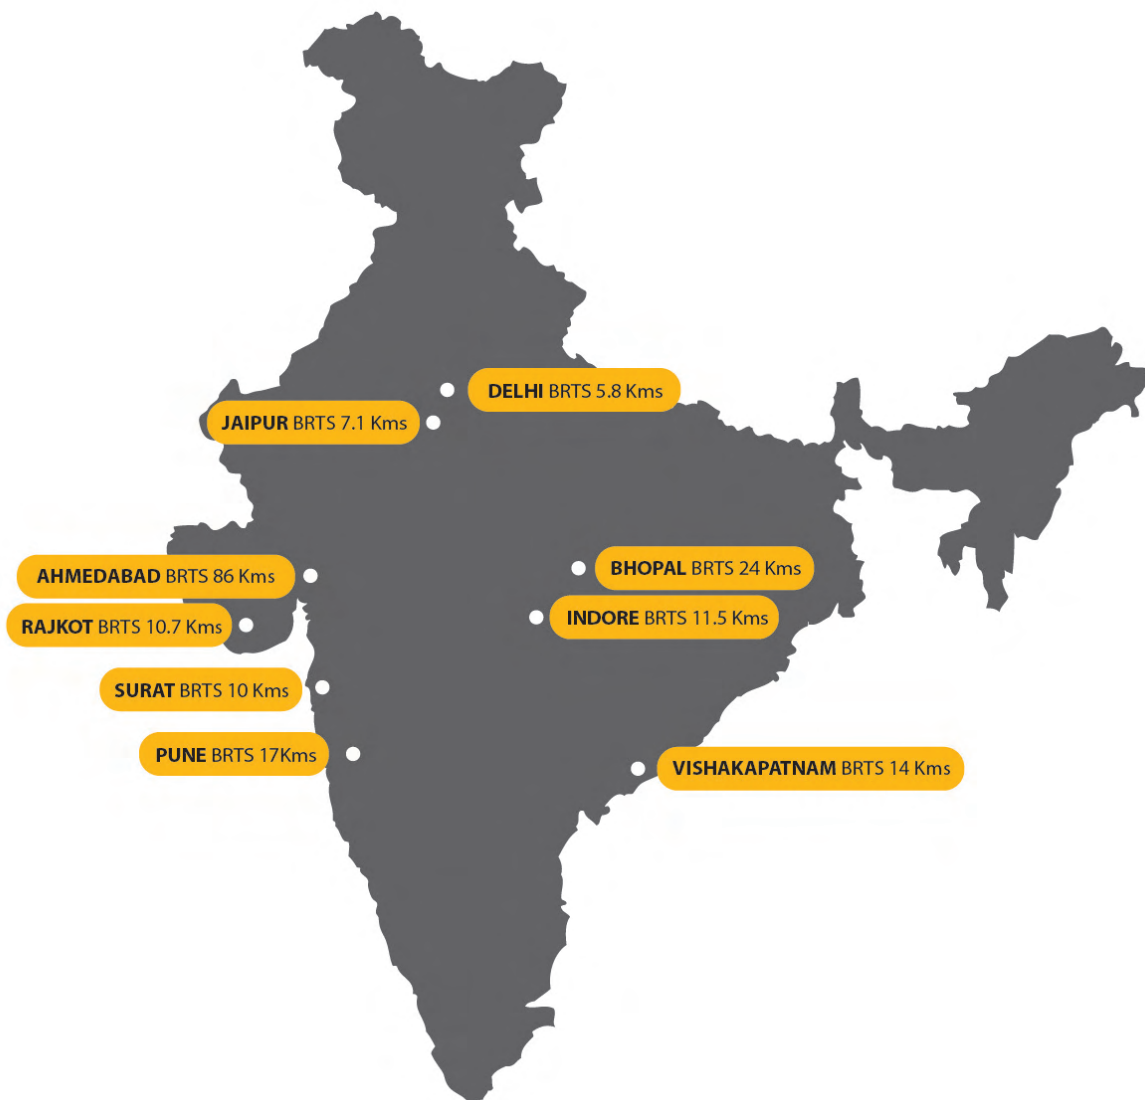 DELHI BRTS 5.8 Kms
JAIPUR BRTS 7.1 Kms
AHMEDABAD BRTS 86 Kms
BHOPAL BRTS 24 Kms
RAJKOT BRTS 10.7 Kms
INDORE BRTS 11.5 Kms
SURAT BRTS 10 Kms
PUNE BRTS 17Kms
VISHAKAPATNAM BRTS 14 Kms